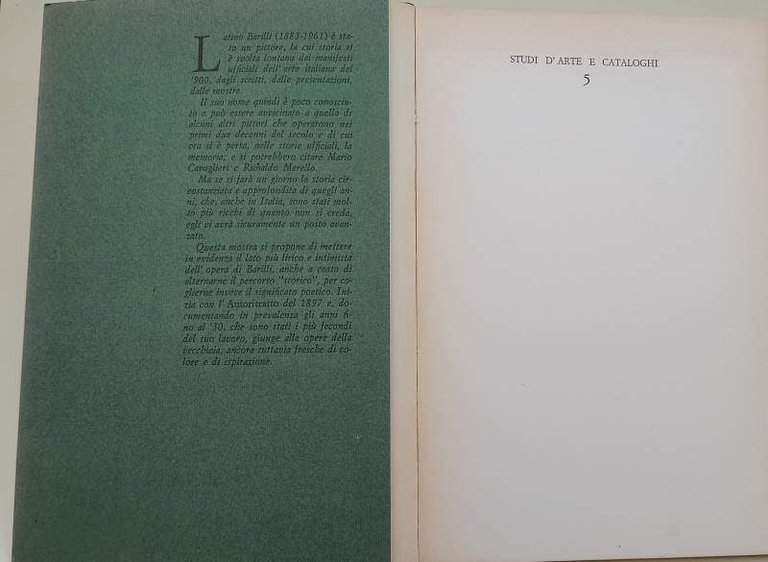 Latino Barilli (1883-1961) è sta-
to un pittore, la cui storia si
è svolta lontano dai manifesti
ufficiali dell'arte italiana del
'900, dagli scritti, dalle presentazioni,
dalle mostre.
Il suo nome quindi è poco conosciu-
to e può essere avvicinato a quello di
alcuni altri pittori che operarono nei
primi due decenni del secolo e di cui
ora si è persa, nelle storie ufficiali, la
memoria; e si potrebbero citare Mario
Cavaglieri e Rubaldo Merello.
Ma se si farà un giorno la storia cir-
costanziata e approfondita di quegli an-
ni, che, anche in Italia, sono stati mol-
to più ricchi di quanto non si creda,
egli ci avrà sicuramente un posto avan-
zato.
Questa mostra si propone di mettere
in evidenza il lato più lirico e intimista
dell'opera di Barilli, anche a costo di
alternarne il percorso "storico", per co-
glierne invece il significato poetico. Ini-
zia con l'Autoritratto del 1897 e, do-
cumentando in prevalenza gli anni fi-
no al '30, che sono stati i più fecondi
del suo lavoro, giunge alle opere della
vecchiaia; ancora tuttavia fresche di co-
lore e di ispirazione.
STUDI D'ARTE E CATALOGHI
5